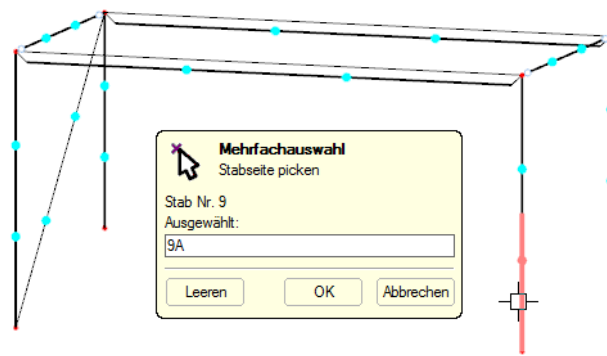 Mehrfachauswahl
Stabseite picken
Stab Nr. 9
Ausgewählt:
9A
Leeren OK Abbrechen